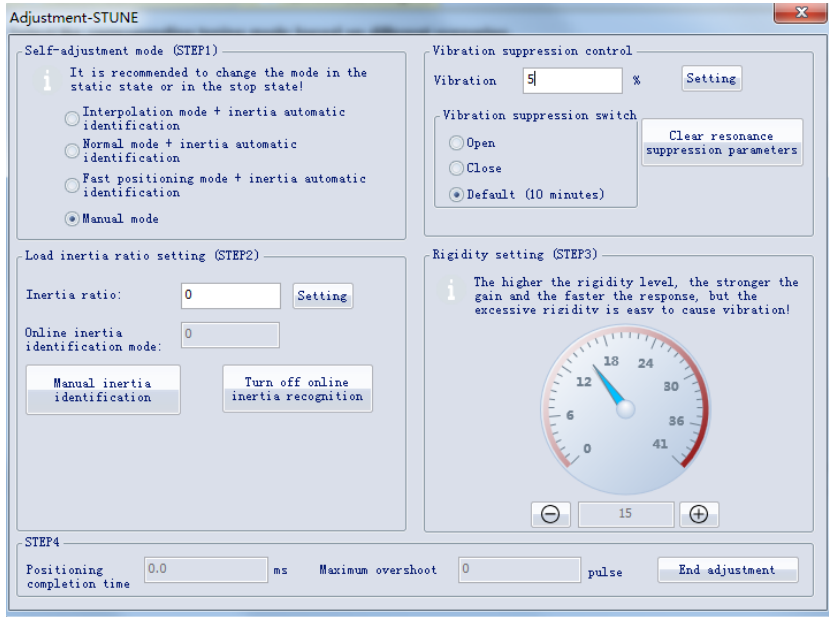 Adjustment-STUNE
Self-adjustment mode (STEP1)
It is recommended to change the mode in the
static state or in the stop state!
Interpolation mode + inertia automatic
identification
Normal mode + inertia automatic
identification
Fast positioning mode + inertia automatic
identification
Manual mode
Vibration suppression control
Vibration 5 % Setting
Vibration suppression switch
Open
Close
Default (10 minutes)
Clear resonance
suppression parameters
Load inertia ratio setting (STEP2)
Inertia ratio: 0 Setting
Online inertia
identification mode: 0
Manual inertia
identification
Turn off online
inertia recognition
Rigidity setting (STEP3)
The higher the rigidity level, the stronger the
gain and the faster the response, but the
excessive rigidity is easy to cause vibration!
0
6
12
18
24
30
36
41
15
STEP4
Positioning
completion time 0.0 ms Maximum overshoot 0 pulse End adjustment